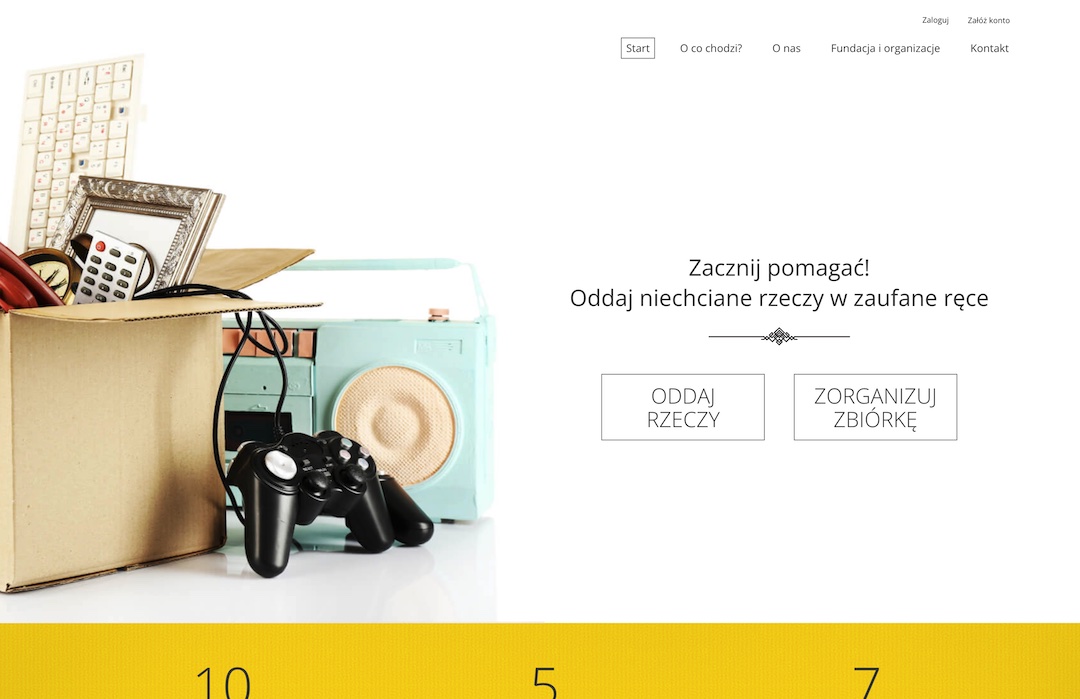 Zaloguj Załóż konto
Start O co chodzi? O nas Fundacja i organizacje Kontakt
Zacznij pomagać!
Oddaj niechciane rzeczy w zaufane ręce
ODDAJ
RZECZY
ZORGANIZUJ
ZBIÓRKĘ
10 5 7